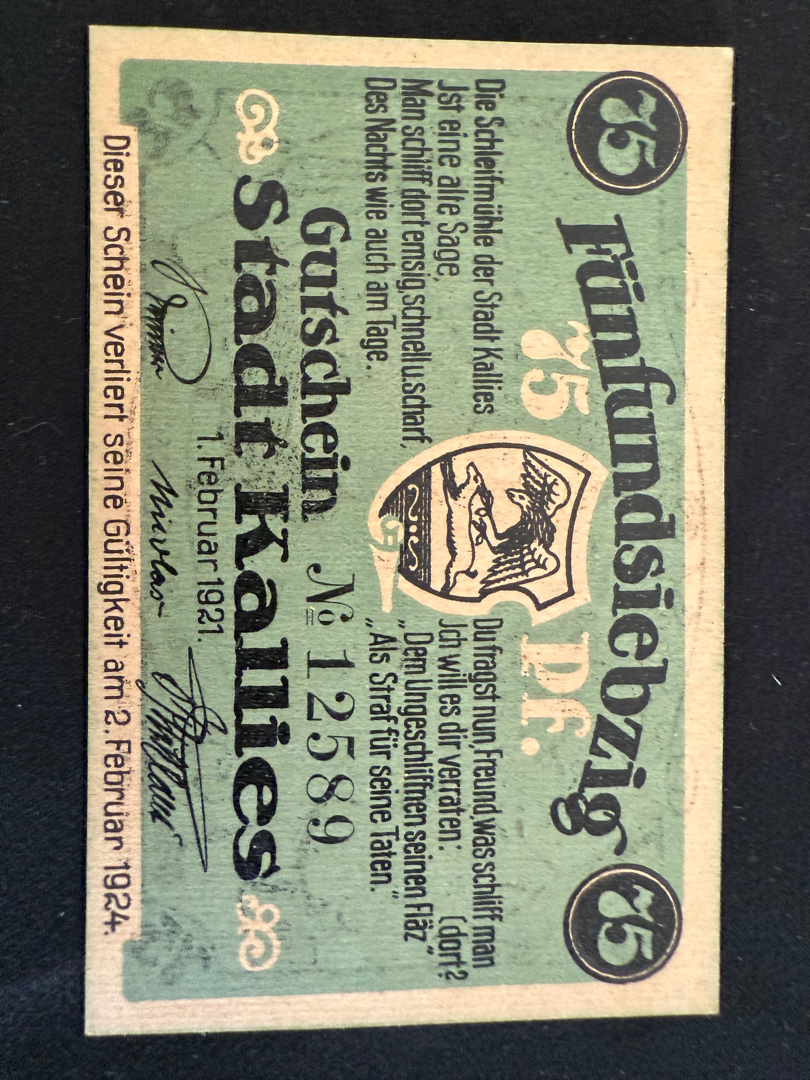 75 Fünfundsiebzig 75
75 Pf.
Die Schleifmühle der Stadt Kallies
Jst eine alte Sage,
Man schliff dort emsig, schnell u. scharf,
Des Nachts wie auch am Tage.
Du fragst nun, Freund, was schliff man
Jch will es dir verraten: (dort?
„Dem Ungeschliffnen seinen Fläz"
„Als Straf für seine Taten."
Gutschein № 12589
Stadt Kallies
1. Februar 1921.
Dieser Schein verliert seine Gültigkeit am 2. Februar 1924.